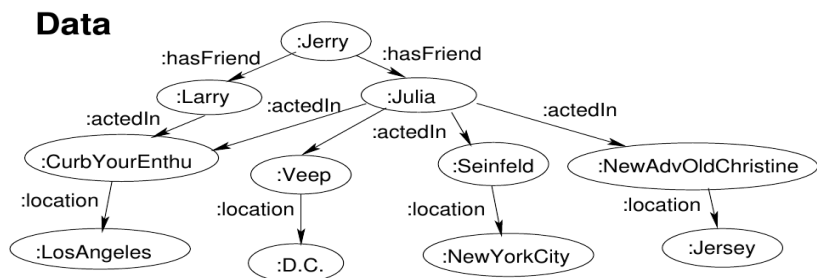 Data
:Jerry
:hasFriend
:hasFriend
:Larry
:Julia
:actedIn
:actedIn
:actedIn
:actedIn
:CurbYourEnthu
:Veep
:Seinfeld
:NewAdvOldChristine
:location
:location
:location
:location
:LosAngeles
:D.C.
:NewYorkCity
:Jersey